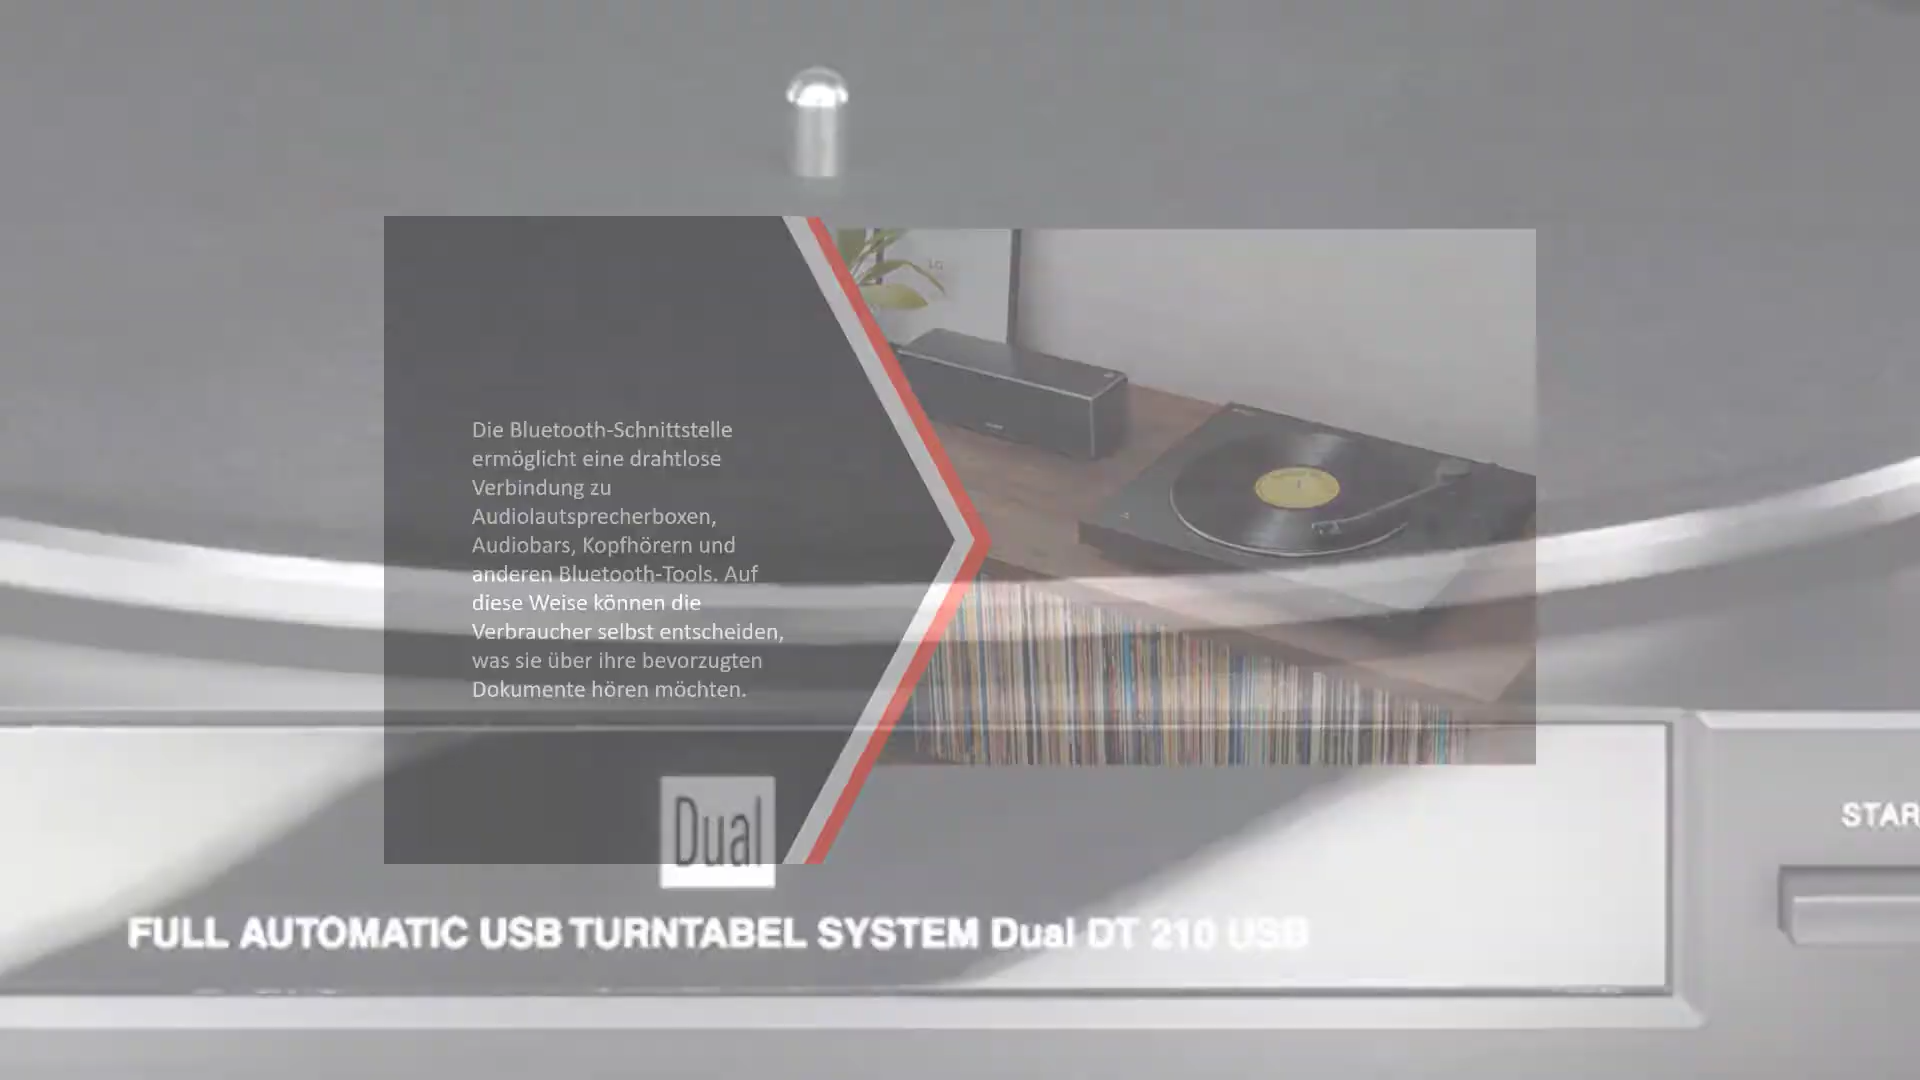 Die Bluetooth-Schnittstelle
ermöglicht eine drahtlose
Verbindung zu
Audiolautsprecherboxen,
Audiobars, Kopfhörern und
anderen Bluetooth-Tools. Auf
diese Weise können die
Verbraucher selbst entscheiden,
was sie über ihre bevorzugten
Dokumente hören möchten.
Dual
FULL AUTOMATIC USB TURNTABEL SYSTEM Dual DT 210 USB
STAR